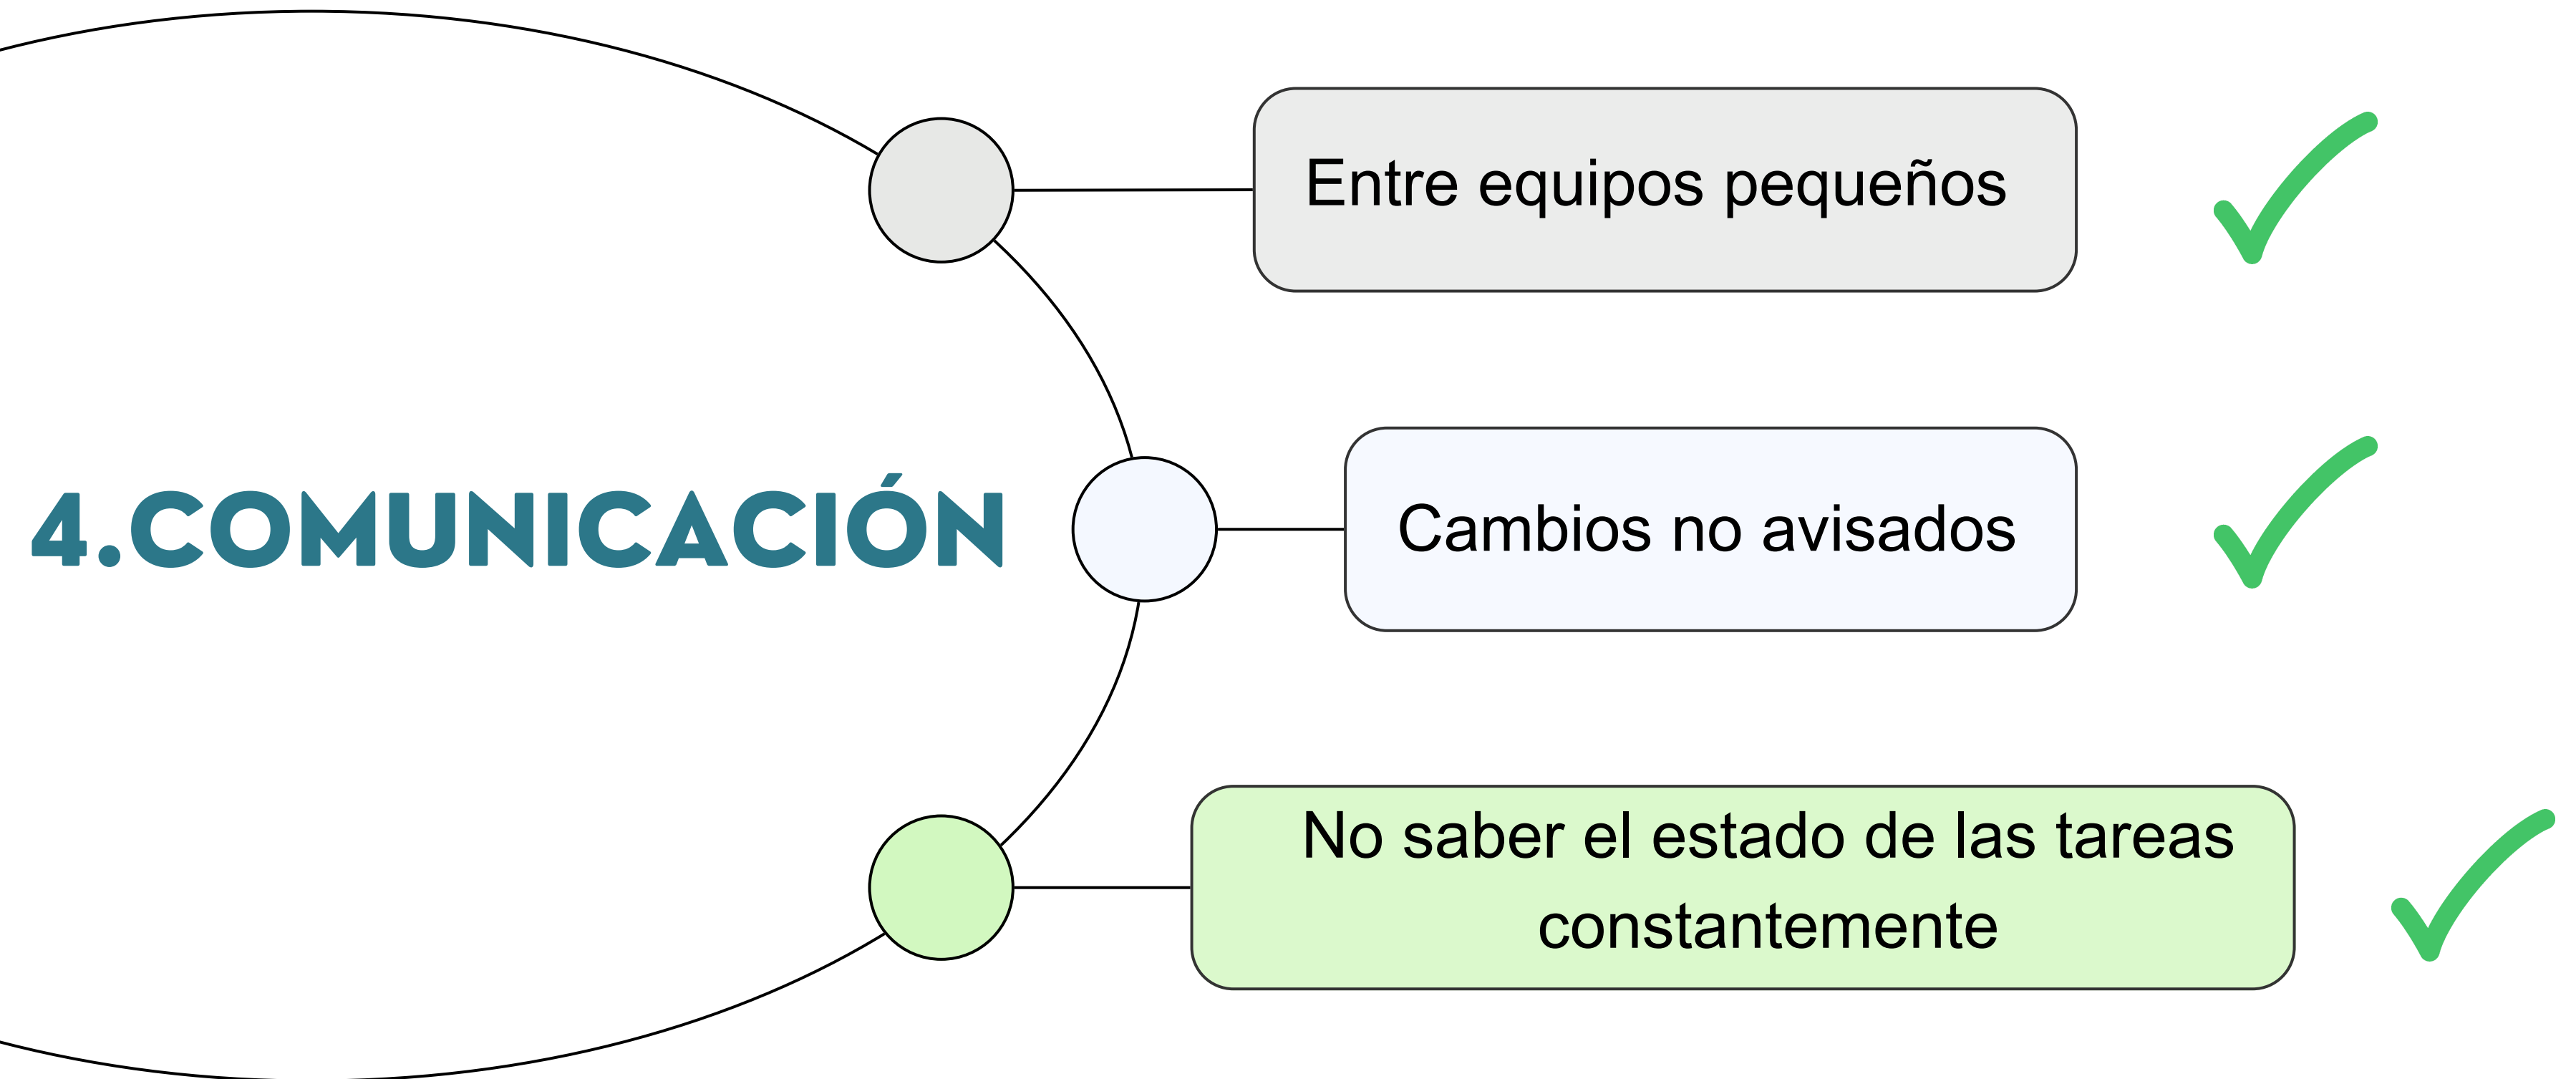 Entre equipos pequeños
4.COMUNICACIÓN
Cambios no avisados
No saber el estado de las tareas
constantemente